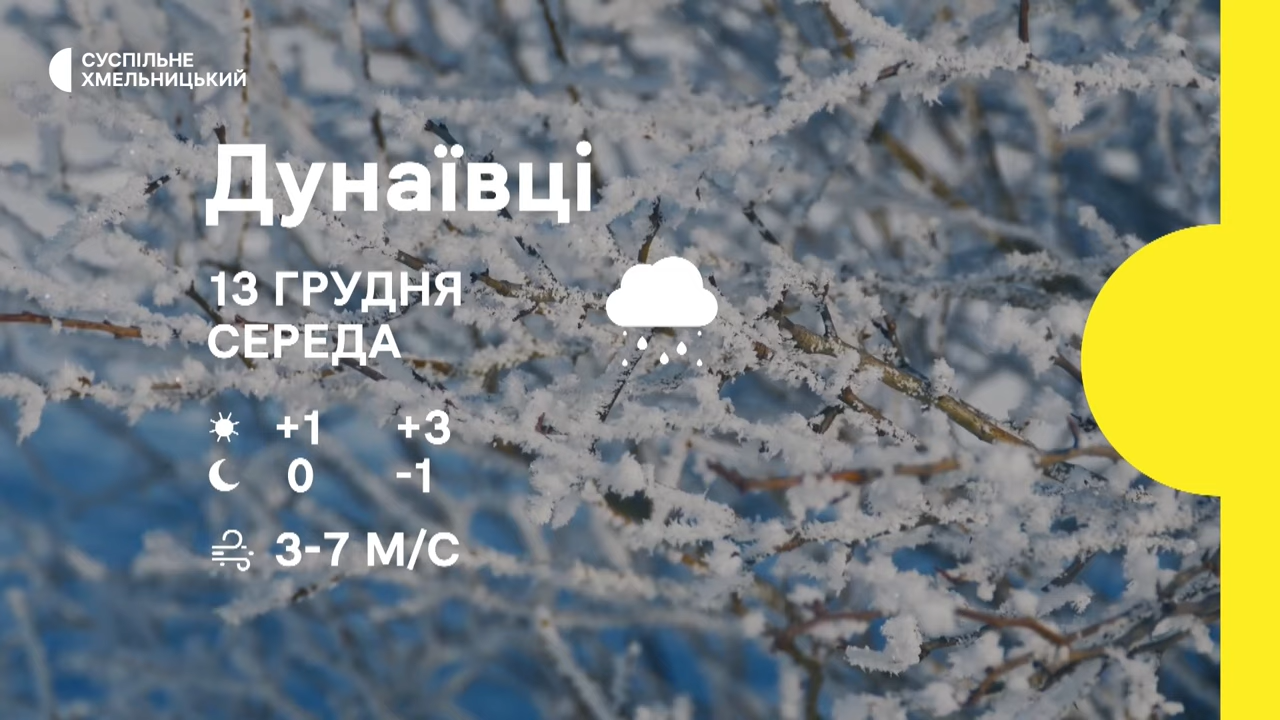 СУСПІЛЬНЕ
ХМЕЛЬНИЦЬКИЙ
Дунаївці
13 ГРУДНЯ
СЕРЕДА
+1 +3
0 -1
3-7 М/С